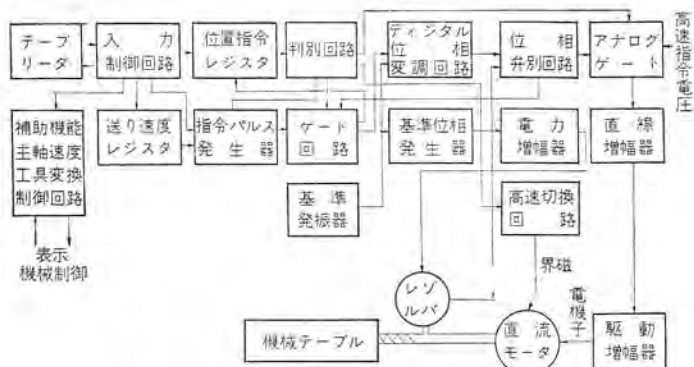 テープ
リーダ
入力
制御回路
位置指令
レジスタ
判別回路
ディジタル
位相
変調回路
位相
弁別回路
アナログ
ゲート
高速指令電圧
補助機能
主軸速度
工具変換
制御回路
送り速度
レジスタ
指令パルス
発生器
ゲート
回路
基準位相
発生器
電力
増幅器
直線
増幅器
基準
発振器
高速切換
回路
表示
機械制御
界磁
レゾ
ルバ
電機子
機械テーブル
直流
モータ
駆動
増幅器